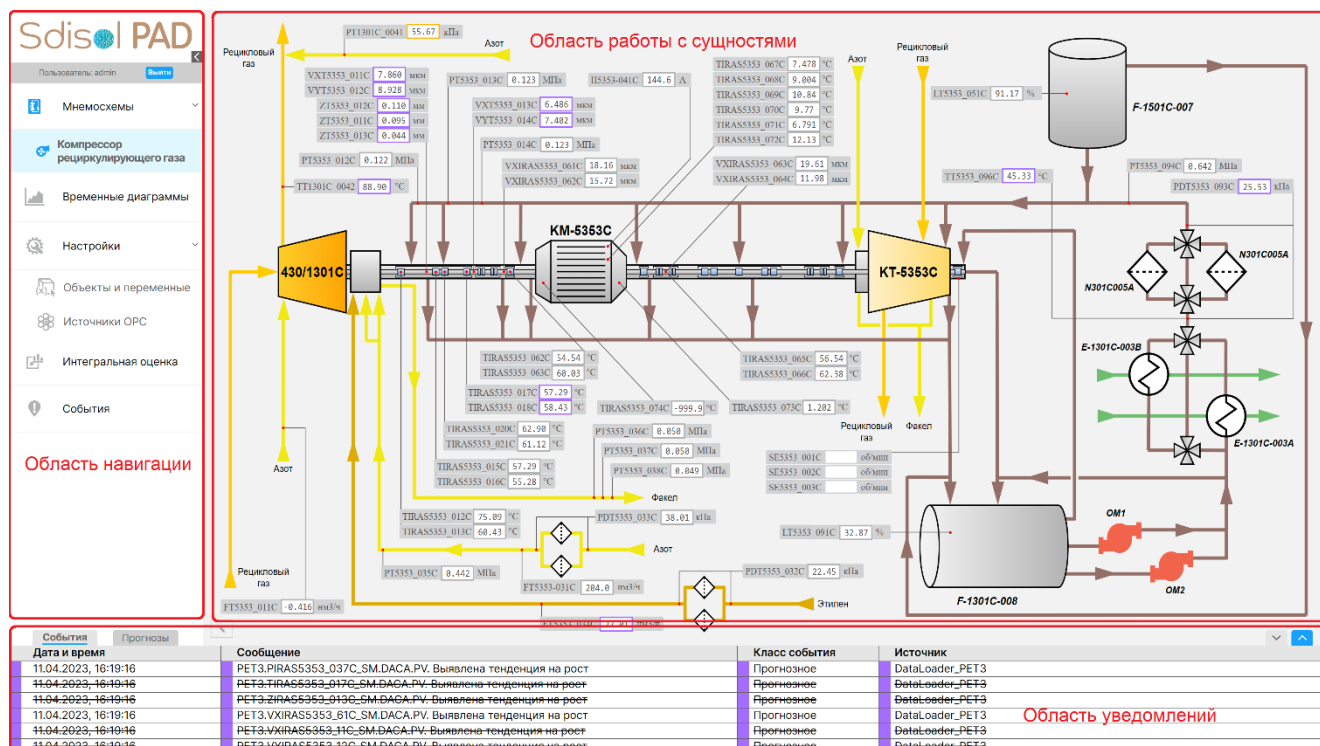 Sdisol PAD
Пользователь: admin
Выйти
Мнемосхемы
Компрессор
рециркулирующего газа
Временные диаграммы
Настройки
Объекты и переменные
Источники OPC
Интегральная оценка
События
Область навигации
Область работы с сущностями
PT1301C_0041 55.67 кПа
Азот
Рецикловый
газ
VXT5353_011C 7.860 мкм
VYT5353_012C 8.928 мкм
ZT5353_012C 0.110 мм
ZT5353_011C 0.095 мм
ZT5353_013C 0.044 мм
PT5353_012C 0.122 МПа
TT1301C_0042 88.90 °C
PT5353_013C 0.123 МПа
VXT5353_013C 6.486 мкм
VYT5353_014C 7.402 мкм
PT5353_014C 0.123 МПа
VXIRAS5353_061C 18.16 мкм
VXIRAS5353_062C 15.72 мкм
II5353-041C 144.6 А
TIRAS5353_067C 7.478 °C
TIRAS5353_068C 9.004 °C
TIRAS5353_069C 10.84 °C
TIRAS5353_070C 9.77 °C
TIRAS5353_071C 6.791 °C
TIRAS5353_072C 12.13 °C
VXIRAS5353_063C 19.61 мкм
VXIRAS5353_064C 11.98 мкм
Азот
Рецикловый
газ
LT5353_051C 91.17 %
F-1501C-007
TT5353_096C 45.33 °C
PT5353_094C 0.642 МПа
PDT5353_093C 25.53 кПа
430/1301C
KM-5353C
KT-5353C
N301C005A
N301C005A
E-1301C-003B
E-1301C-003A
TIRAS5353_062C 54.54 °C
TIRAS5353_063C 60.03 °C
TIRAS5353_017C 57.29 °C
TIRAS5353_018C 58.43 °C
TIRAS5353_020C 62.90 °C
TIRAS5353_021C 61.12 °C
TIRAS5353_015C 57.29 °C
TIRAS5353_016C 55.28 °C
TIRAS5353_012C 75.09 °C
TIRAS5353_013C 60.43 °C
TIRAS5353_065C 56.54 °C
TIRAS5353_066C 62.38 °C
TIRAS5353_074C -999.9 °C
TIRAS5353_073C 1.202 °C
PT5353_036C 0.050 МПа
PT5353_037C 0.050 МПа
PT5353_038C 0.049 МПа
Факел
Рецикловый
газ
Факел
SE5353_001C об/мин
SE5353_002C об/мин
SE5353_003C об/мин
Азот
PDT5353_033C 38.01 кПа
Азот
PT5353_035C 0.442 МПа
FT5353-031C 204.0 нм3/ч
PDT5353_032C 22.45 кПа
Этилен
LT5353_091C 32.87 %
F-1301C-008
OM1
OM2
Рецикловый
газ
FT5353_011C -0.416 нм3/ч
События Прогнозы
Дата и время Сообщение Класс события Источник
11.04.2023, 16:19:16 PET3.PIRAS5353_037C_SM.DACA.PV. Выявлена тенденция на рост Прогнозное DataLoader_PET3
11.04.2023, 16:19:16 PET3.TIRAS5353_017C_SM.DACA.PV. Выявлена тенденция на рост Прогнозное DataLoader_PET3
11.04.2023, 16:19:16 PET3.ZIRAS5353_013C_SM.DACA.PV. Выявлена тенденция на рост Прогнозное DataLoader_PET3
11.04.2023, 16:19:16 PET3.VXIRAS5353_61C_SM.DACA.PV. Выявлена тенденция на рост Прогнозное DataLoader_PET3
11.04.2023, 16:19:16 PET3.VXIRAS5353_11C_SM.DACA.PV. Выявлена тенденция на рост Прогнозное DataLoader_PET3
11.04.2023, 16:19:16 PET3.VYIRAS5353_12C_SM.DACA.PV. Выявлена тенденция на рост Прогнозное DataLoader_PET3
Область уведомлений